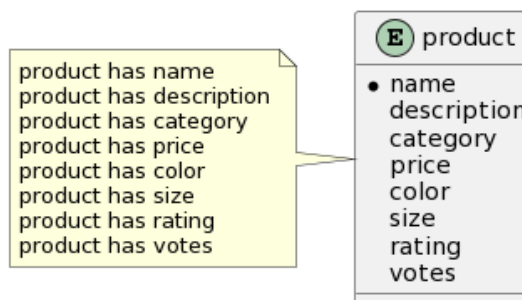 product has name
product has description
product has category
product has price
product has color
product has size
product has rating
product has votes
E product
name
description
category
price
color
size
rating
votes